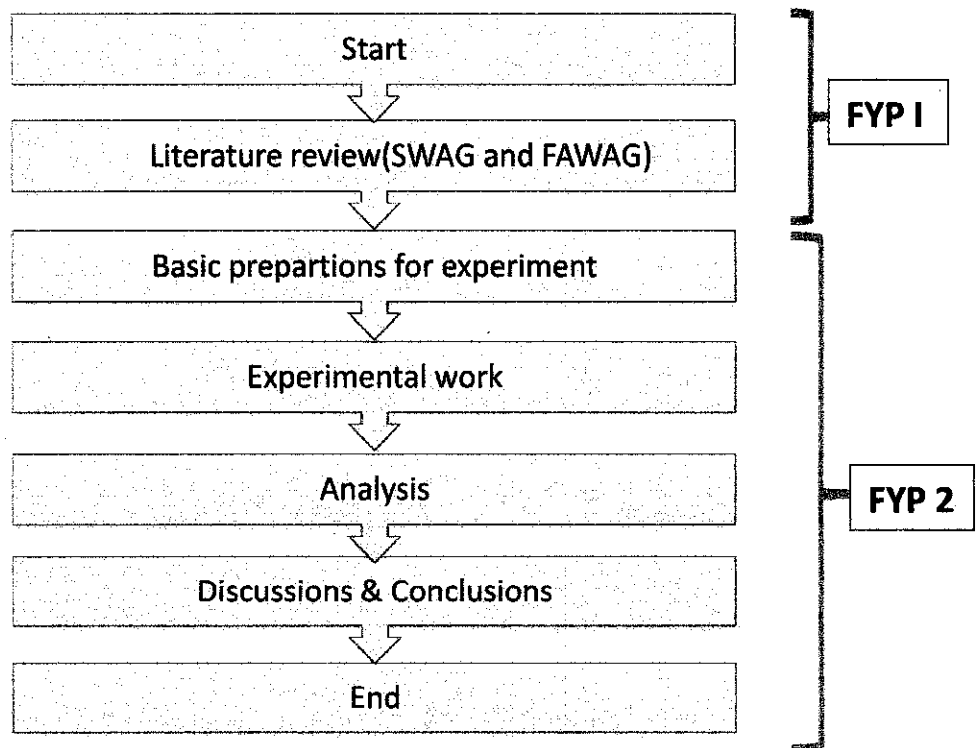 Start
FYP I
Literature review(SWAG and FAWAG)
Basic prepartions for experiment
Experimental work
Analysis
FYP 2
Discussions & Conclusions
End